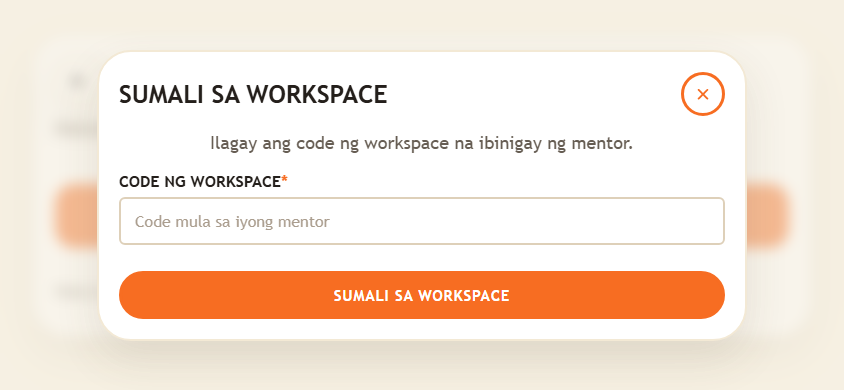 SUMALI SA WORKSPACE
Ilagay ang code ng workspace na ibinigay ng mentor.
CODE NG WORKSPACE*
Code mula sa iyong mentor
SUMALI SA WORKSPACE